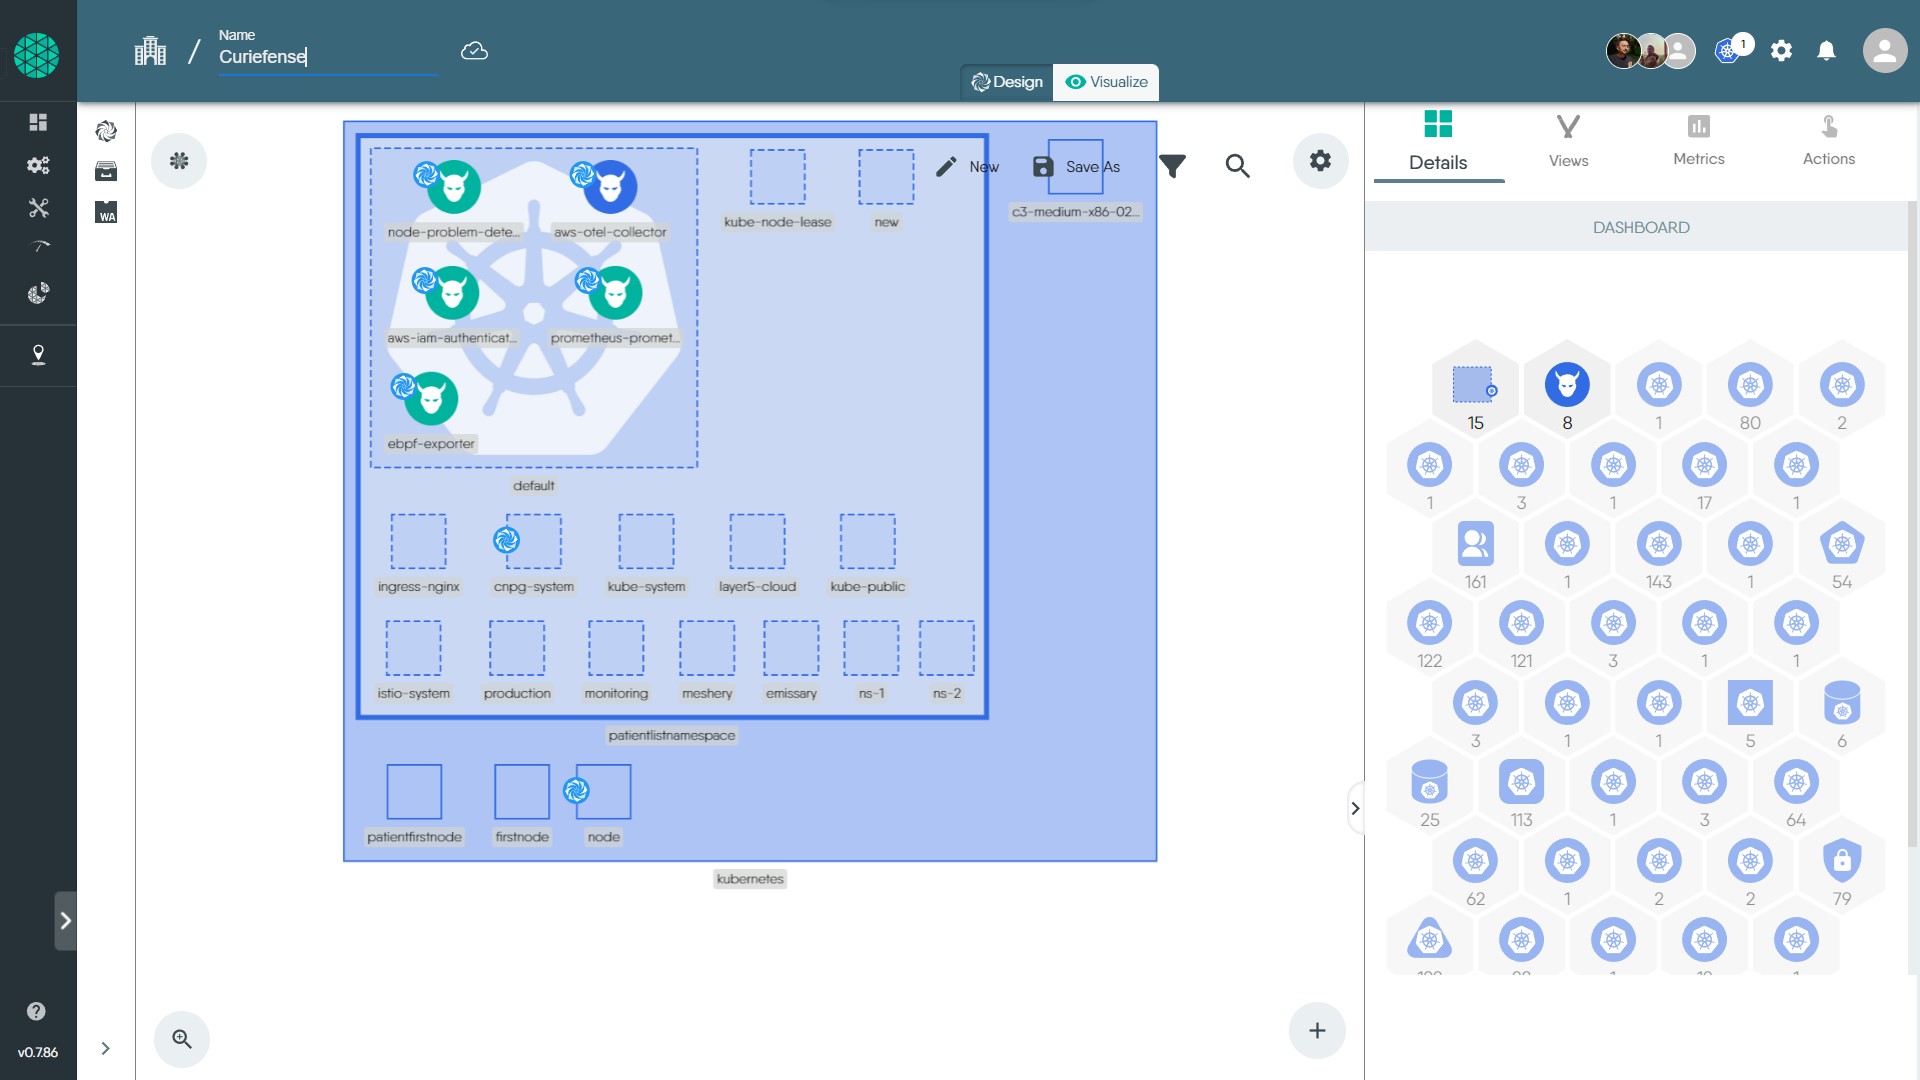 Name
Curiefense
Design
Visualize
1
New
Save As
node-problem-dete...
aws-otel-collector
kube-node-lease
new
c3-medium-x86-02...
aws-iam-authenticat...
prometheus-promet...
ebpf-exporter
default
ingress-nginx
cnpg-system
kube-system
layer5-cloud
kube-public
istio-system
production
monitoring
meshery
emissary
ns-1
ns-2
patientlistnamespace
patientfirstnode
firstnode
node
kubernetes
WA
v0.7.86
Details
Views
Metrics
Actions
DASHBOARD
15 8 1 80 2
1 3 1 17 1
161 1 143 1 54
122 121 3 1 1
3 1 1 5 6
25 113 1 3 64
62 1 2 2 79